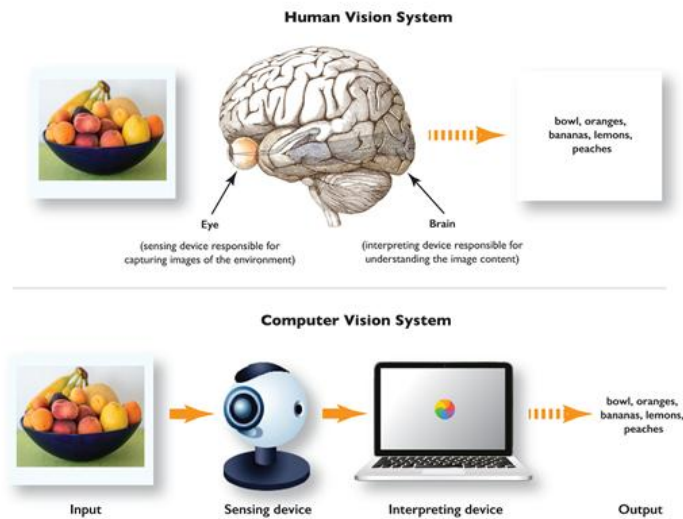 Human Vision System
bowl, oranges,
bananas, lemons,
peaches
Eye
(sensing device responsible for
capturing images of the environment)
Brain
(interpreting device responsible for
understanding the image content)
Computer Vision System
bowl, oranges,
bananas, lemons,
peaches
Input
Sensing device
Interpreting device
Output